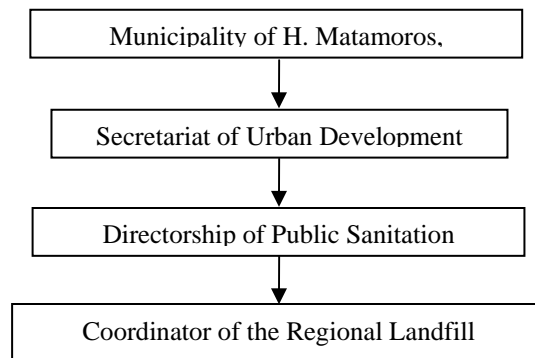 Municipality of H. Matamoros,
Secretariat of Urban Development
Directorship of Public Sanitation
Coordinator of the Regional Landfill